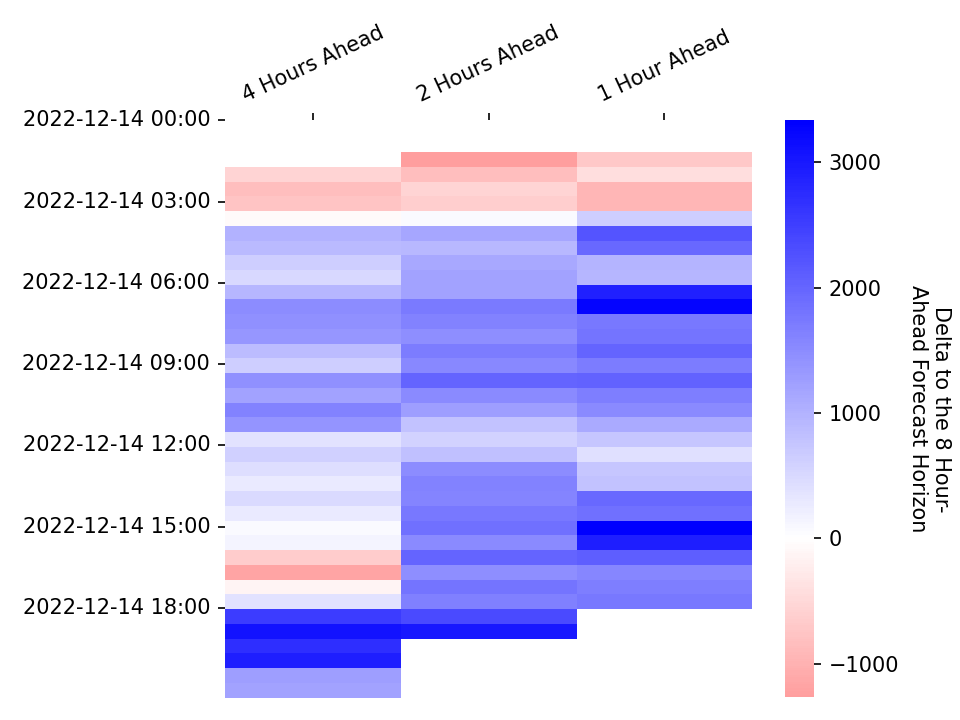 4 Hours Ahead
2 Hours Ahead
1 Hour Ahead
2022-12-14 00:00
2022-12-14 03:00
2022-12-14 06:00
2022-12-14 09:00
2022-12-14 12:00
2022-12-14 15:00
2022-12-14 18:00
3000
2000
1000
0
−1000
Delta to the 8 Hour-
Ahead Forecast Horizon